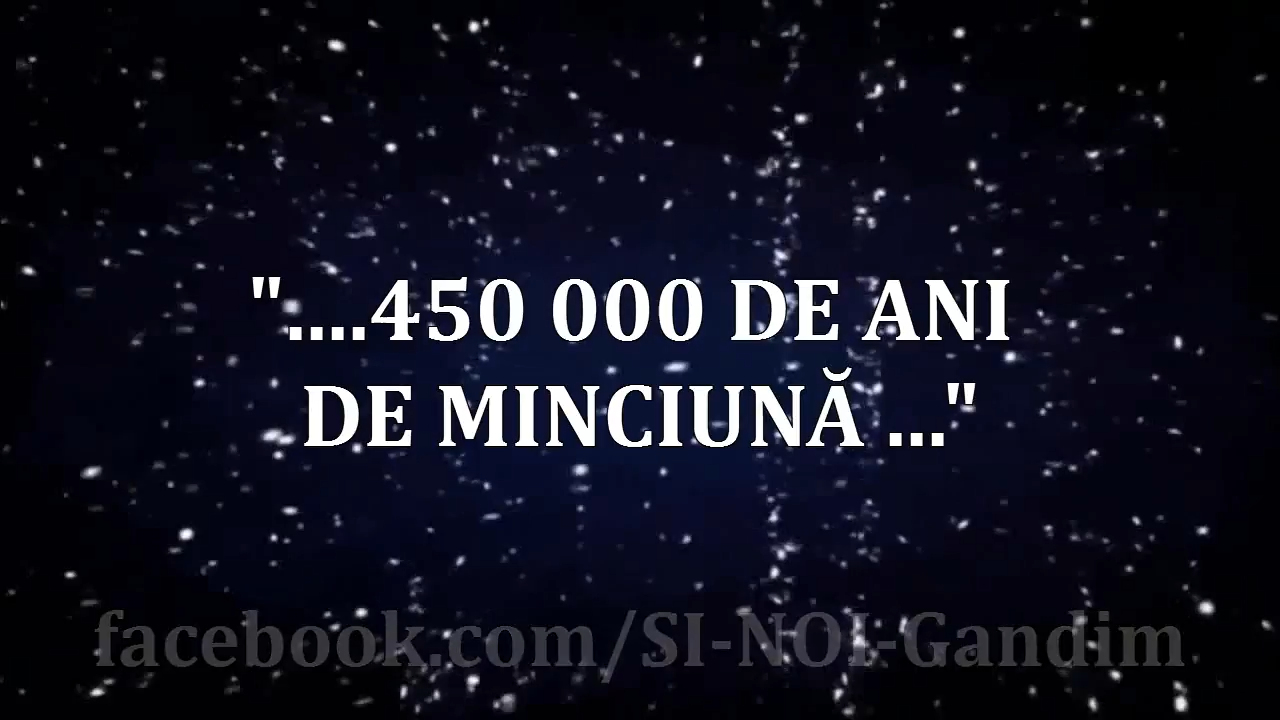 "....450 000 DE ANI
DE MINCIUNĂ ..."
facebook.com/SI-NOI-Gandim